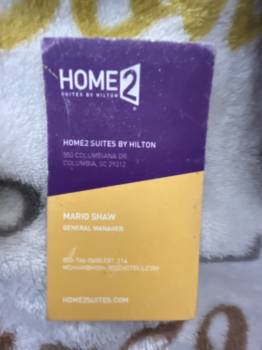 HOME2
SUITES BY HILTON
HOME2 SUITES BY HILTON
COLUMBIANA DR
COLUMBIA, SC 29212
MARIO SHAW
GENERAL MANAGER
HOME2SUITES.COM